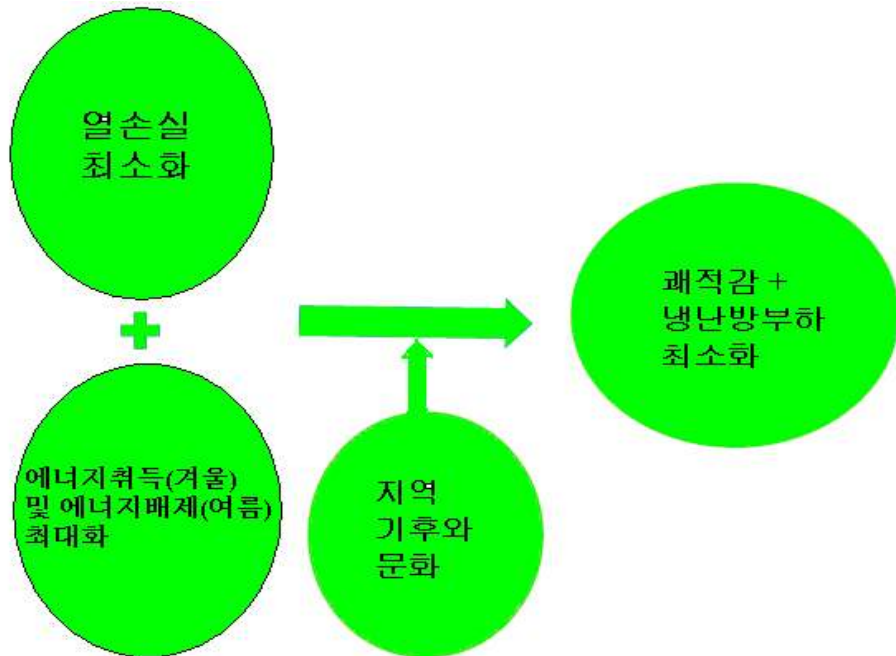 열손실
최소화
에너지취득(겨울)
및 에너지배제(여름)
최대화
지역
기후와
문화
쾌적감 +
냉난방부하
최소화